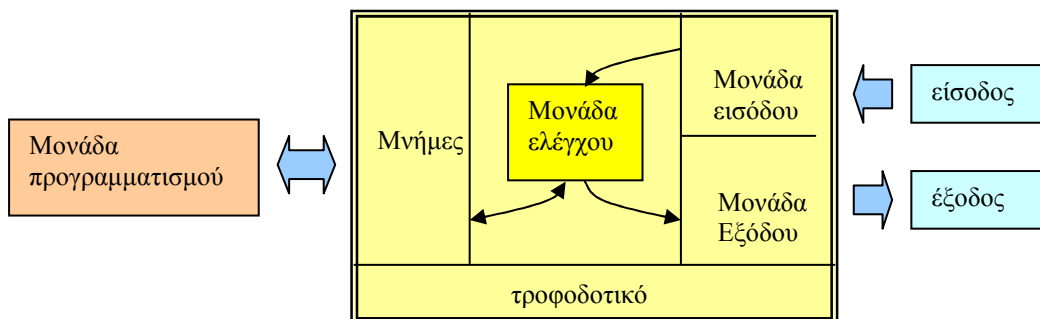 Μονάδα
προγραμματισμού
Μνήμες
Μονάδα
ελέγχου
Μονάδα
εισόδου
Μονάδα
Εξόδου
τροφοδοτικό
είσοδος
έξοδος